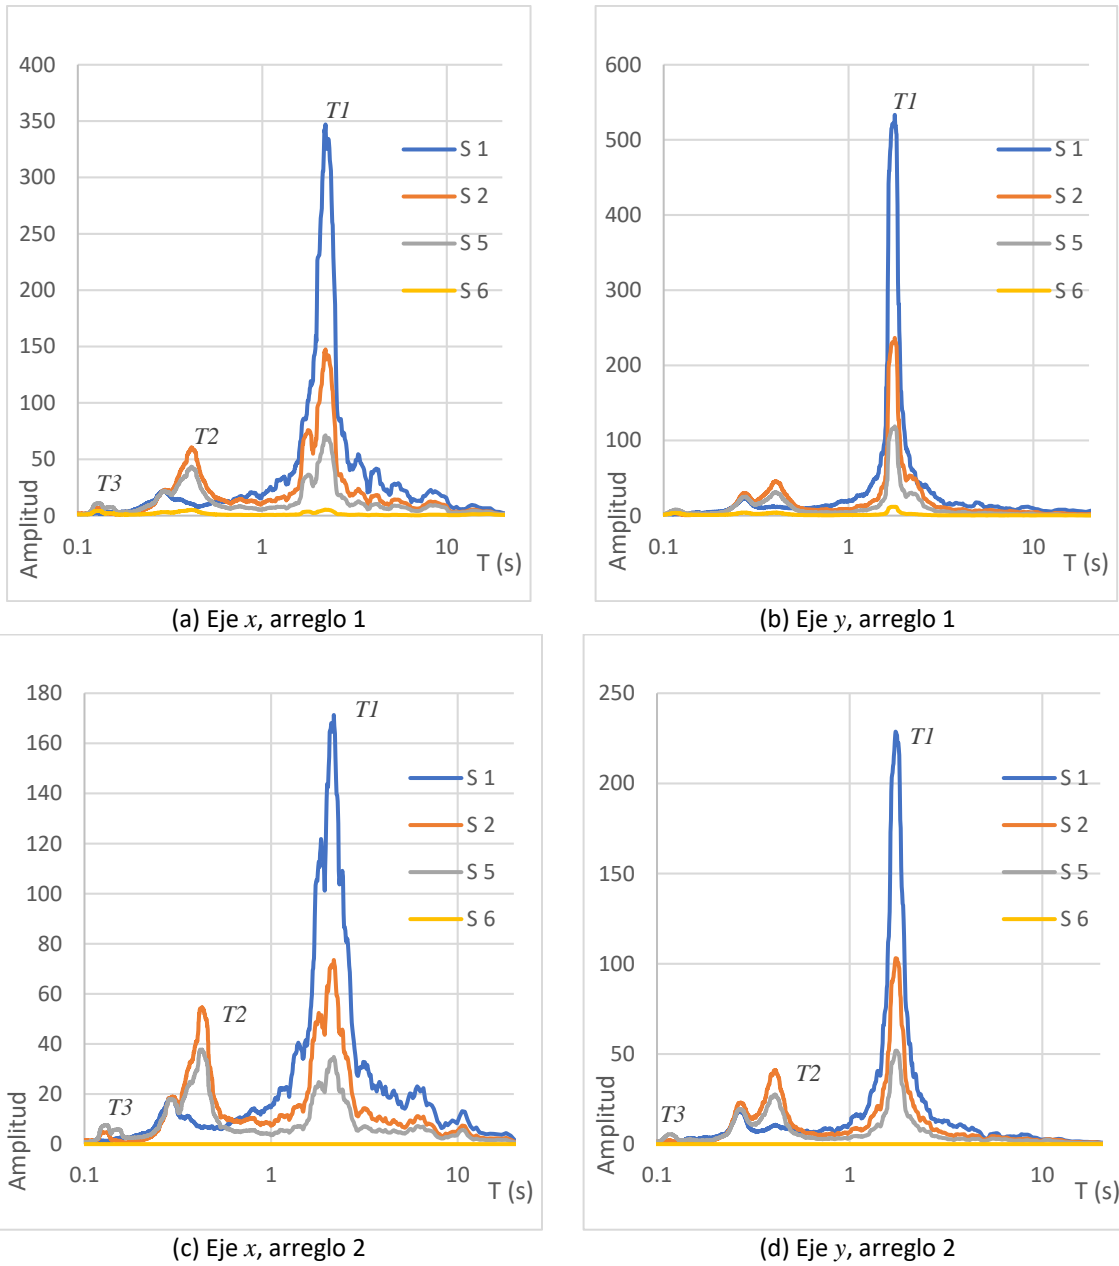 400
350
300
250
200
150
100
50
0
Amplitud
0.1
1
10
T (s)
T1
T2
T3
S 1
S 2
S 5
S 6
(a) Eje x, arreglo 1
600
500
400
300
200
100
0
Amplitud
0.1
1
10
T (s)
T1
S 1
S 2
S 5
S 6
(b) Eje y, arreglo 1
180
160
140
120
100
80
60
40
20
0
Amplitud
0.1
1
10
T (s)
T1
T2
T3
S 1
S 2
S 5
S 6
(c) Eje x, arreglo 2
250
200
150
100
50
0
Amplitud
0.1
1
10
T (s)
T1
T2
T3
S 1
S 2
S 5
S 6
(d) Eje y, arreglo 2